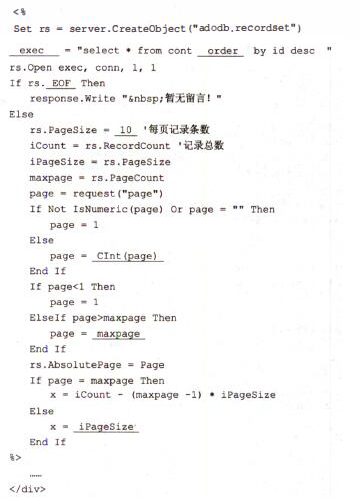 <%
Set rs = server.CreateObject("adodb.recordset")
exec = "select * from cont order by id desc "
rs.Open exec, conn, 1, 1
If rs. EOF Then
response.Write "&nbsp;暂无留言！"
Else
rs.PageSize = 10 '每页记录条数
iCount = rs.RecordCount '记录总数
iPageSize = rs.PageSize
maxpage = rs.PageCount
page = request("page")
If Not IsNumeric(page) Or page = "" Then
page = 1
Else
page = CInt(page)
End If
If page<1 Then
page = 1
ElseIf page>maxpage Then
page = maxpage
End If
rs.AbsolutePage = Page
If page = maxpage Then
x = iCount - (maxpage -1) * iPageSize
Else
x = iPageSize
End If
%>
……
</div>